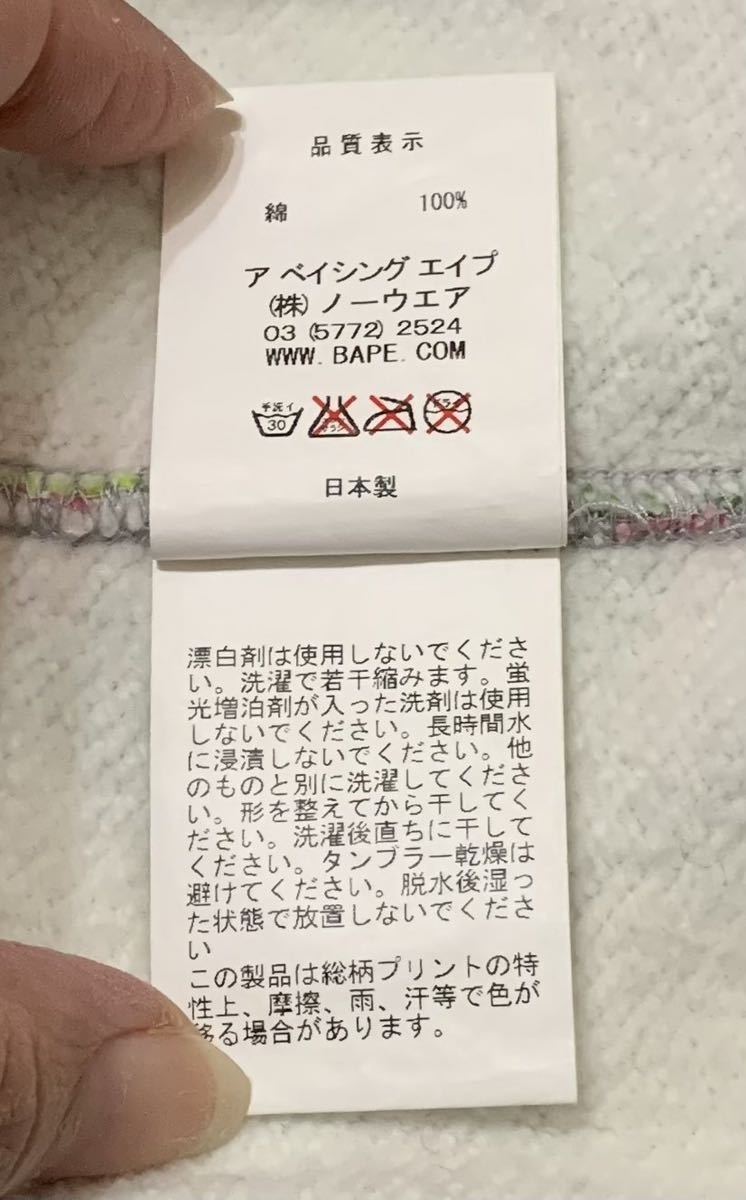 品質表示
綿 100%
ア ベイシング エイプ
(株) ノーウエア
03 (5772) 2524
WWW. BAPE. COM
手洗イ
30
日本製
漂白剤は使用しないでくださ
い。洗濯で若干縮みます。蛍
光増泊剤が入った洗剤は使用
しないでください。長時間水
に浸漬しないでください。他
のものと別に洗濯してくださ
い。形を整えてから干してく
ださい。洗濯後直ちに干して
ください。タンブラー乾燥は
避けてください。脱水後湿っ
た状態で放置しないでくださ
い
この製品は総柄プリントの特
性上、摩擦、雨、汗等で色が
移る場合があります。